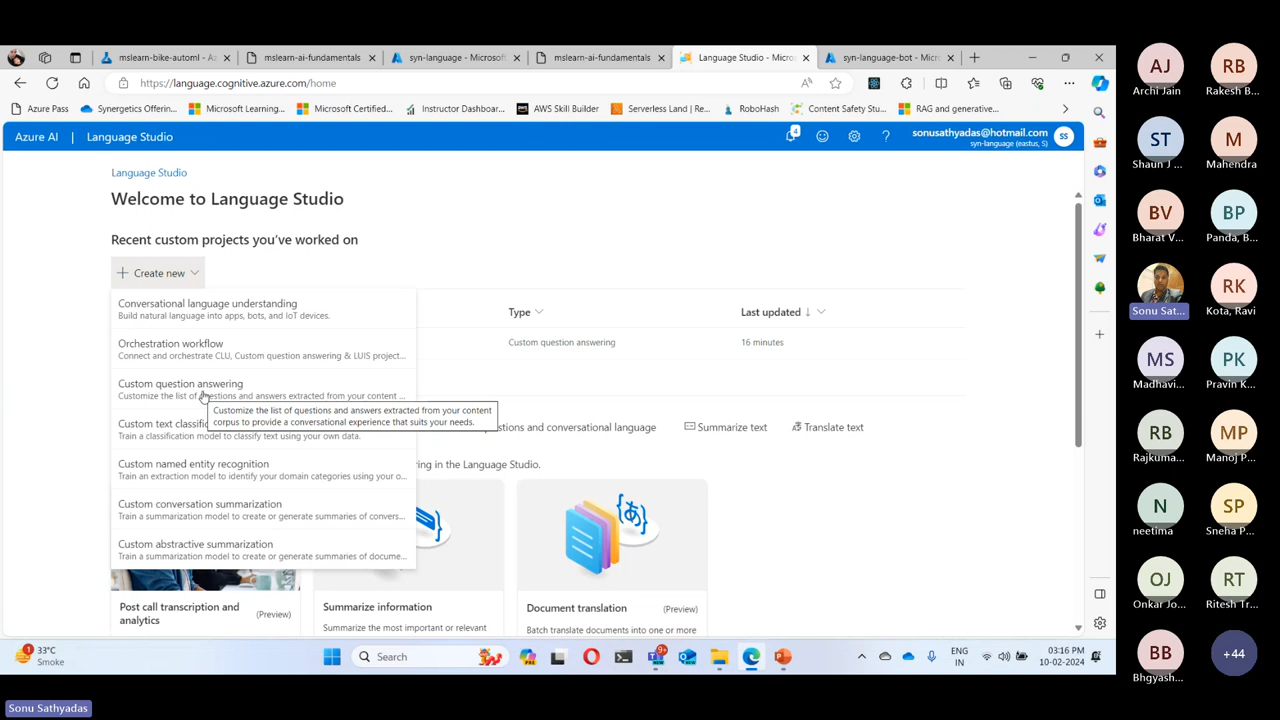 mslearn-bike-automl - Az
mslearn-ai-fundamentals
syn-language - Microsoft
mslearn-ai-fundamentals
Language Studio - Micro
syn-language-bot - Micr
https://language.cognitive.azure.com/home
Azure Pass
Synergetics Offering...
Microsoft Learning...
Microsoft Certified...
Instructor Dashboar...
AWS Skill Builder
Serverless Land | Re...
RoboHash
Content Safety Stu...
RAG and generative...
Azure AI | Language Studio
4
sonusathyadas@hotmail.com
syn-language (eastus, S)
SS
Language Studio
Welcome to Language Studio
Recent custom projects you've worked on
Create new
Conversational language understanding
Build natural language into apps, bots, and IoT devices.
Orchestration workflow
Connect and orchestrate CLU, Custom question answering & LUIS project...
Custom question answering
Customize the list of questions and answers extracted from your content ...
Customize the list of questions and answers extracted from your content
corpus to provide a conversational experience that suits your needs.
Custom text classific
Train a classification model to classify text using your own data.
Custom named entity recognition
Train an extraction model to identify your domain categories using your o...
Custom conversation summarization
Train a summarization model to create or generate summaries of convers...
Custom abstractive summarization
Train a summarization model to create or generate summaries of docume...
Type
Last updated
Custom question answering
16 minutes
estions and conversational language
Summarize text
Translate text
ring in the Language Studio.
Post call transcription and
analytics
(Preview)
Summarize information
Summarize the most important or relevant
Document translation
(Preview)
Batch translate documents into one or more
1
33°C
Smoke
Search
9+
ENG
IN
03:16 PM
10-02-2024
AJ
Archi Jain
RB
Rakesh B...
ST
Shaun J ...
M
Mahendra
BV
Bharat V...
BP
Panda, B...
Sonu Sat...
RK
Kota, Ravi
MS
Madhavi...
PK
Pravin K...
RB
Rajkuma...
MP
Manoj P...
N
neetima
SP
Sneha P...
OJ
Onkar Jo...
RT
Ritesh Tr...
BB
Bhgyash...
+44
Sonu Sathyadas